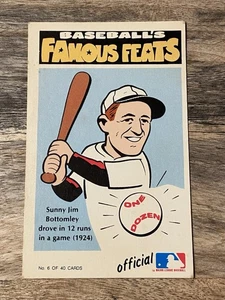 BASEBALL'S
FAMOUS FEATS
Sunny Jim
Bottomley
drove in 12 runs
in a game (1924)
ONE
DOZEN
No. 6 OF 40 CARDS
official